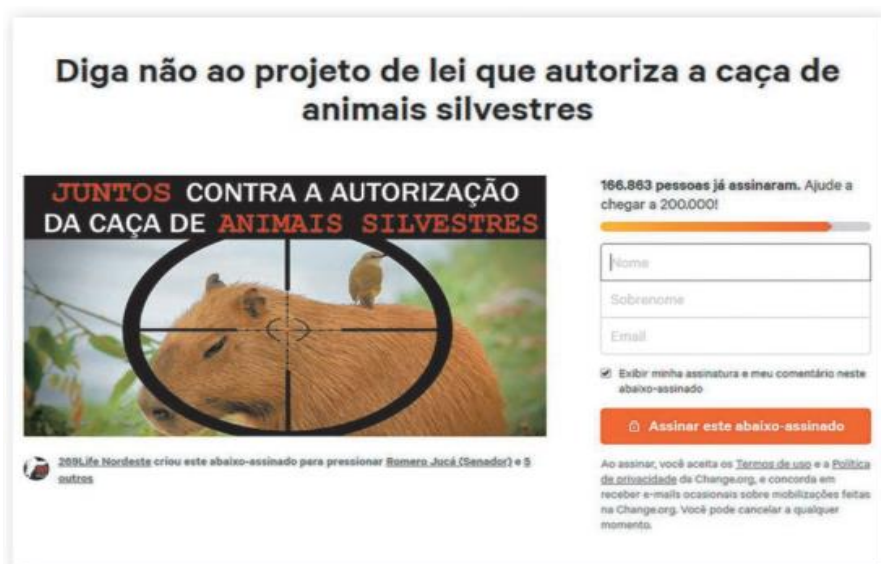 Diga não ao projeto de lei que autoriza a caça de
animais silvestres
JUNTOS CONTRA A AUTORIZAÇÃO
DA CAÇA DE ANIMAIS SILVESTRES
269Life Nordeste criou este abaixo-assinado para pressionar Romero Jucá (Senador) e 5
outros
166.863 pessoas já assinaram. Ajude a
chegar a 200.000!
Nome
Sobrenome
Email
Exibir minha assinatura e meu comentário neste
abaixo-assinado
Assinar este abaixo-assinado
Ao assinar, você aceita os Termos de uso e a Política
de privacidade da Change.org, e concorda em
receber e-mails ocasionais sobre mobilizações feitas
na Change.org. Você pode cancelar a qualquer
momento.